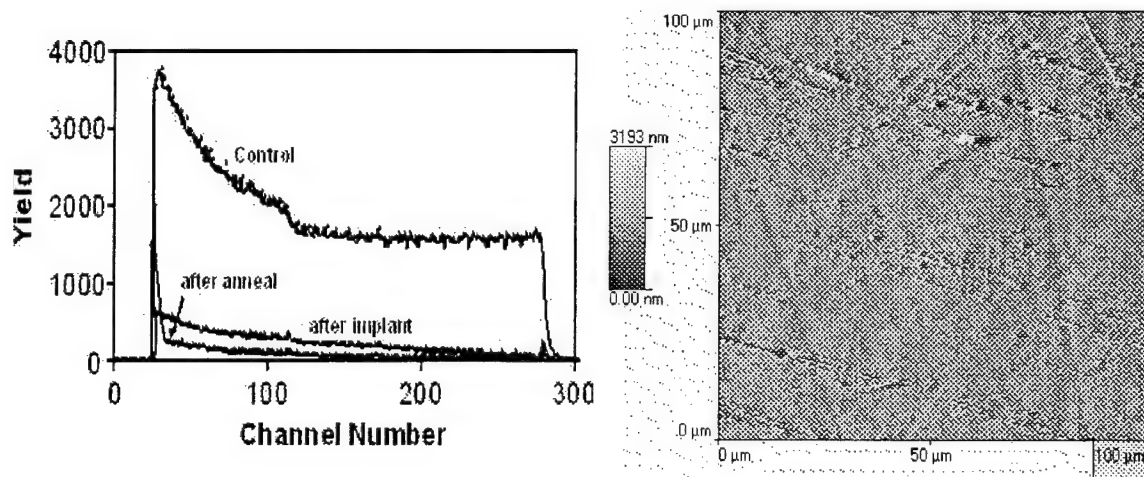 4000
3000
2000
1000
0
Yield
Control
after anneal
after implant
0
100
200
300
Channel Number
100 µm
50 µm
0 µm
3193 nm
0.00 nm
0 µm
50 µm
100 µm